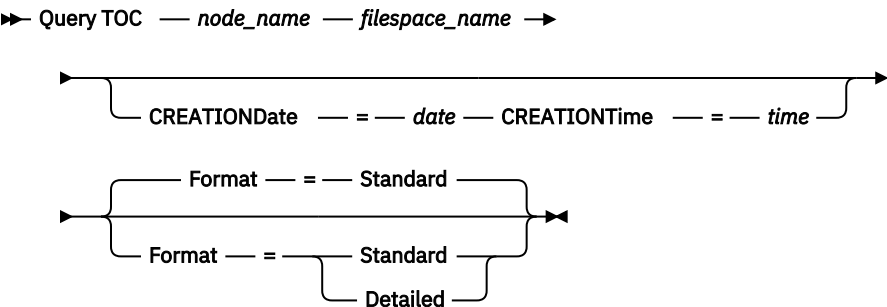 Query TOC node_name filespace_name
CREATIONDate = date CREATIONTime = time
Format = Standard
Format = Standard
Detailed